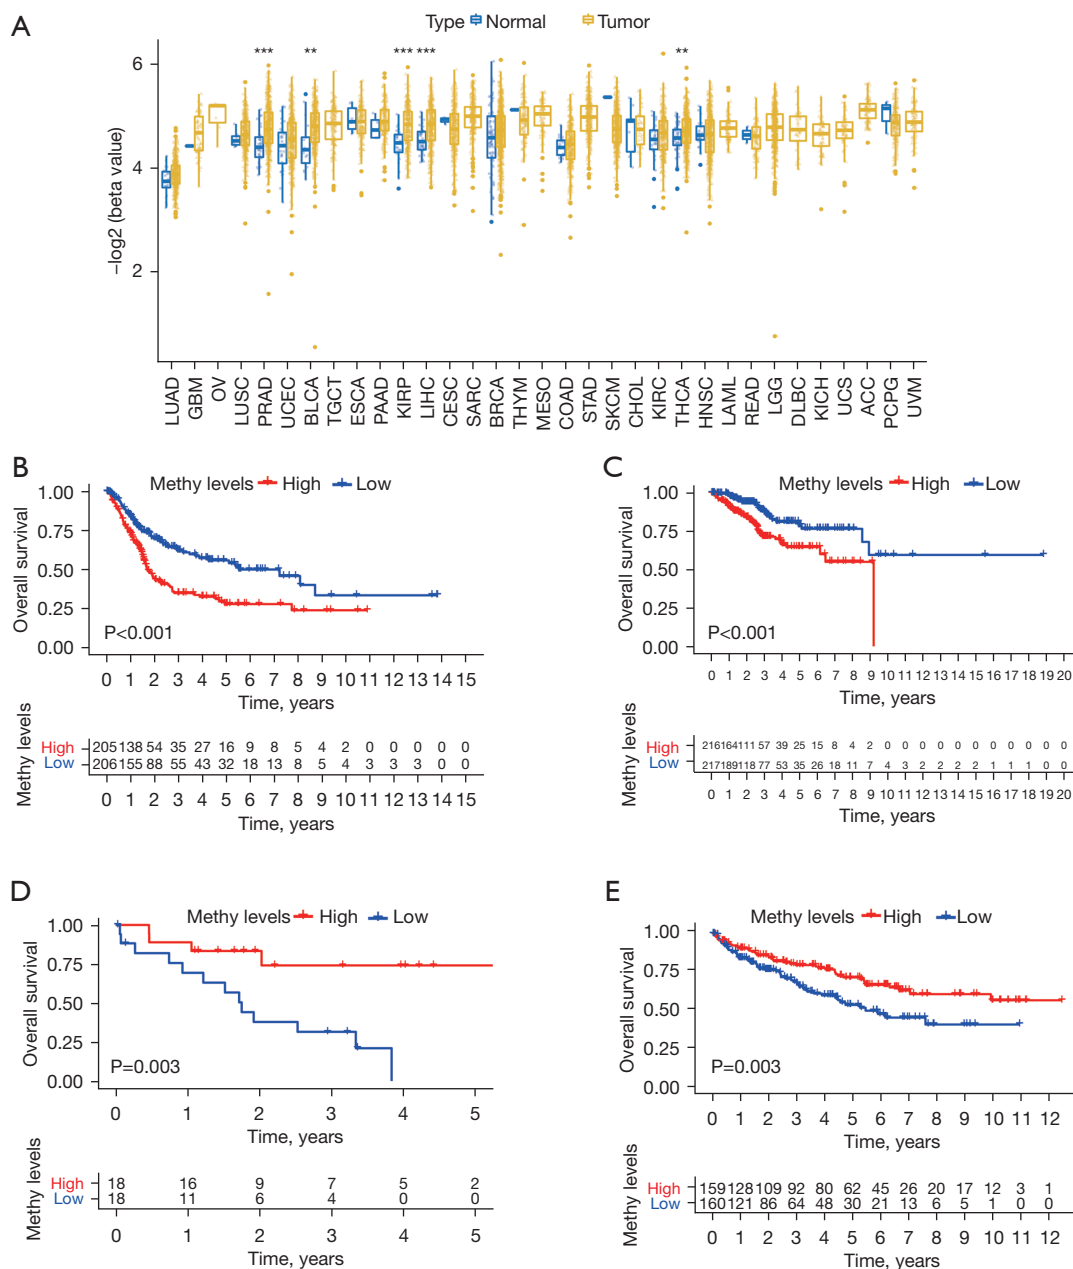 A
Type Normal Tumor
*** ** *** *** **
6
4
2
–log2 (beta value)
LUAD GBM OV LUSC PRAD UCEC BLCA TGCT ESCA PAAD KIRP LIHC CESC SARC BRCA THYM MESO COAD STAD SKCM CHOL KIRC THCA HNSC LAML READ LGG DLBC KICH UCS ACC PCPG UVM
B
Methy levels High Low
1.00
0.75
0.50
0.25
0.00
Overall survival
P<0.001
0 1 2 3 4 5 6 7 8 9 10 11 12 13 14 15
Time, years
Methy levels
High 205 138 54 35 27 16 9 8 5 4 2 0 0 0 0 0
Low 206 155 88 55 43 32 18 13 8 5 4 3 3 3 0 0
0 1 2 3 4 5 6 7 8 9 10 11 12 13 14 15
Time, years
C
Methy levels High Low
1.00
0.75
0.50
0.25
0.00
Overall survival
P<0.001
0 1 2 3 4 5 6 7 8 9 10 11 12 13 14 15 16 17 18 19 20
Time, years
Methy levels
High 216 164 111 57 39 25 15 8 4 2 0 0 0 0 0 0 0 0 0 0 0
Low 217 189 118 77 53 35 26 18 11 7 4 3 2 2 2 2 1 1 1 0 0
0 1 2 3 4 5 6 7 8 9 10 11 12 13 14 15 16 17 18 19 20
Time, years
D
Methy levels High Low
1.00
0.75
0.50
0.25
0.00
Overall survival
P=0.003
0 1 2 3 4 5
Time, years
Methy levels
High 18 16 9 7 5 2
Low 18 11 6 4 0 0
0 1 2 3 4 5
Time, years
E
Methy levels High Low
1.00
0.75
0.50
0.25
0.00
Overall survival
P=0.003
0 1 2 3 4 5 6 7 8 9 10 11 12
Time, years
Methy levels
High 159 128 109 92 80 62 45 26 20 17 12 3 1
Low 160 121 86 64 48 30 21 13 6 5 1 0 0
0 1 2 3 4 5 6 7 8 9 10 11 12
Time, years